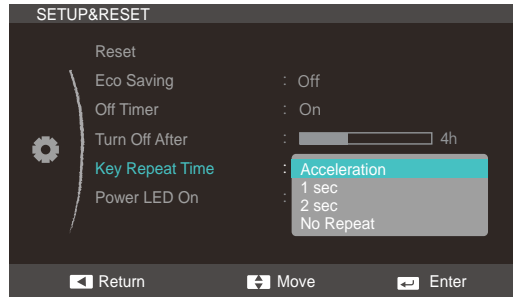 SETUP&RESET
Reset
Eco Saving : Off
Off Timer : On
Turn Off After : 4h
Key Repeat Time : Acceleration
1 sec
Power LED On : 2 sec
No Repeat
Return Move Enter